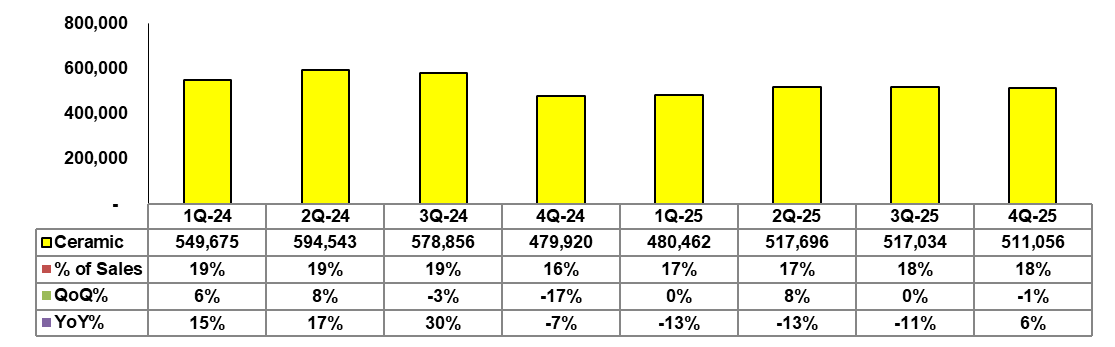 800,000
600,000
400,000
200,000
-
1Q-24 2Q-24 3Q-24 4Q-24 1Q-25 2Q-25 3Q-25 4Q-25
Ceramic 549,675 594,543 578,856 479,920 480,462 517,696 517,034 511,056
% of Sales 19% 19% 19% 16% 17% 17% 18% 18%
QoQ% 6% 8% -3% -17% 0% 8% 0% -1%
YoY% 15% 17% 30% -7% -13% -13% -11% 6%